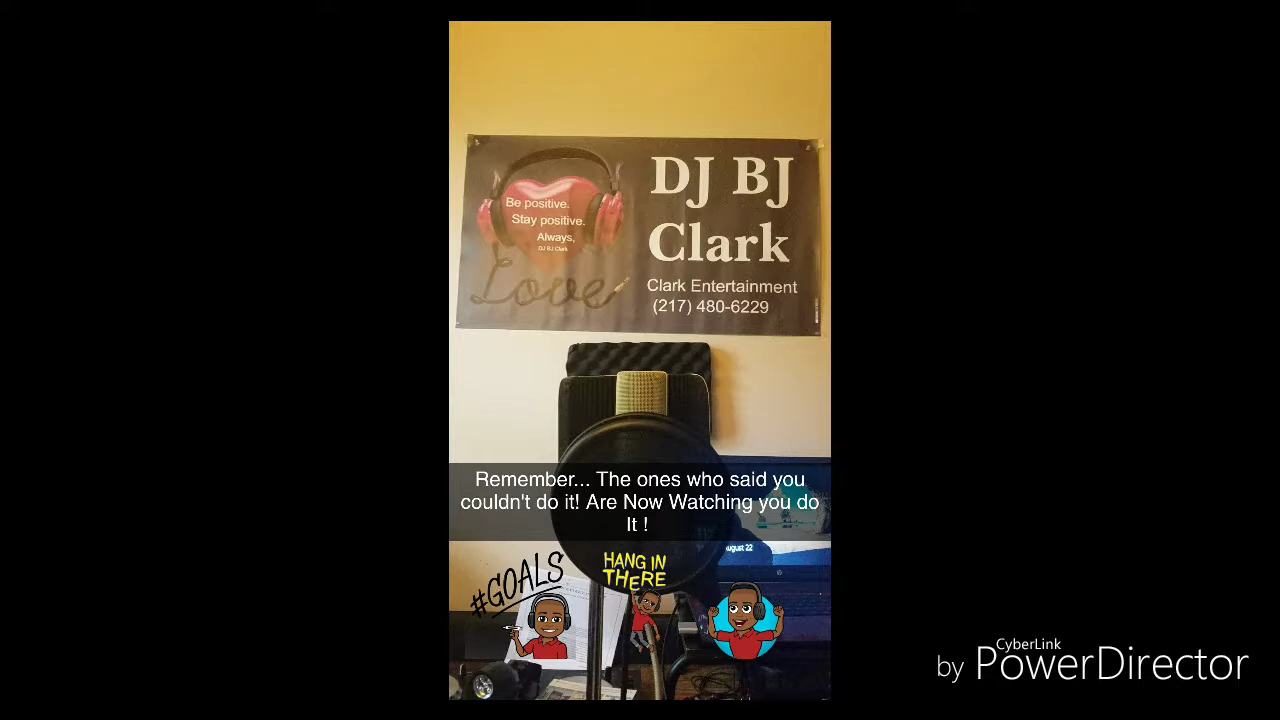 DJ BJ
Clark
Clark Entertainment
(217) 480-6229
Be positive.
Stay positive.
Always,
DJ BJ Clark
Love
Remember... The ones who said you
couldn't do it! Are Now Watching you do
It !
August 22
#GOALS
HANG IN
THERE
by CyberLink
PowerDirector